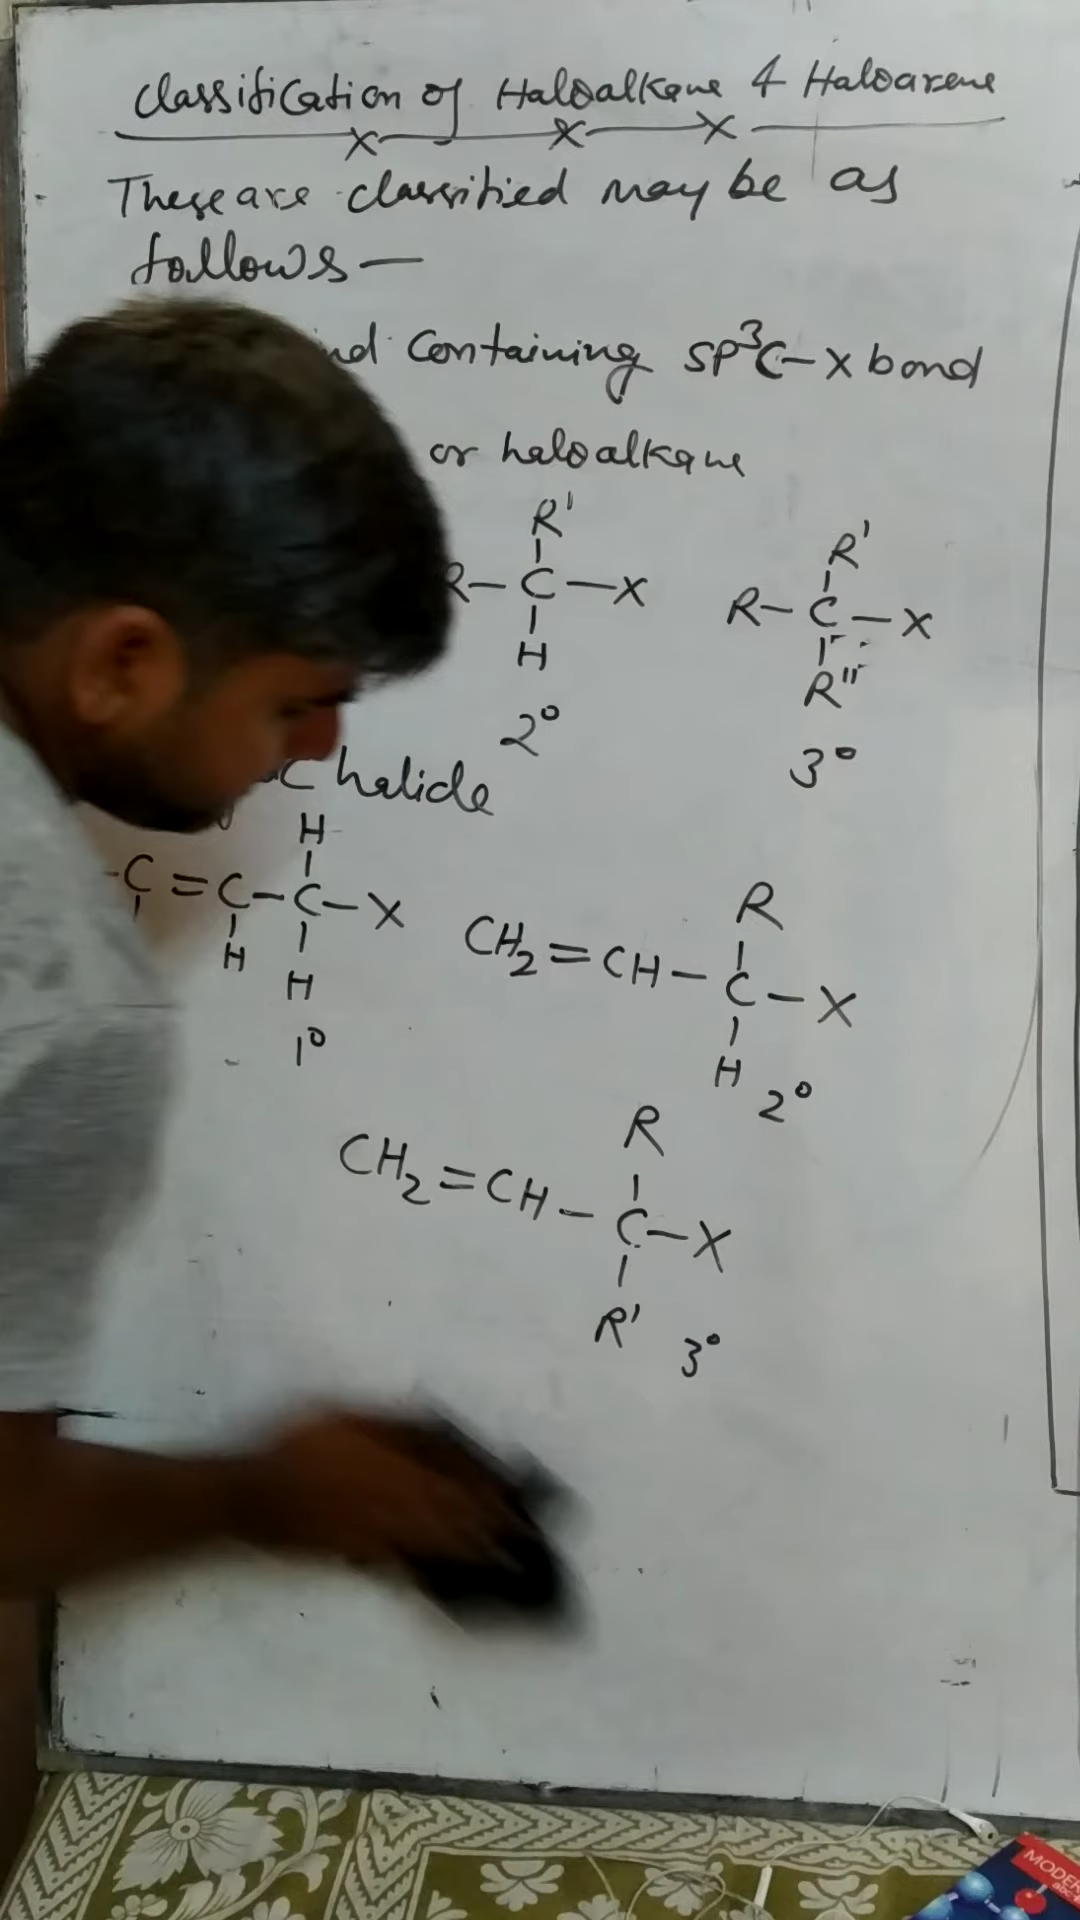 Classification of Haloalkane & Haloarene
These are classified may be as
follows —
containing SP³C-X bond
or haloalkane
R'
R-C-X
H
2°
R'
R-C-X
R"
3°
halide
H
-C=C-C-X
H
H
1°
R
CH₂=CH-C-X
H
2°
R
CH₂=CH-C-X
R'
3°
MODER